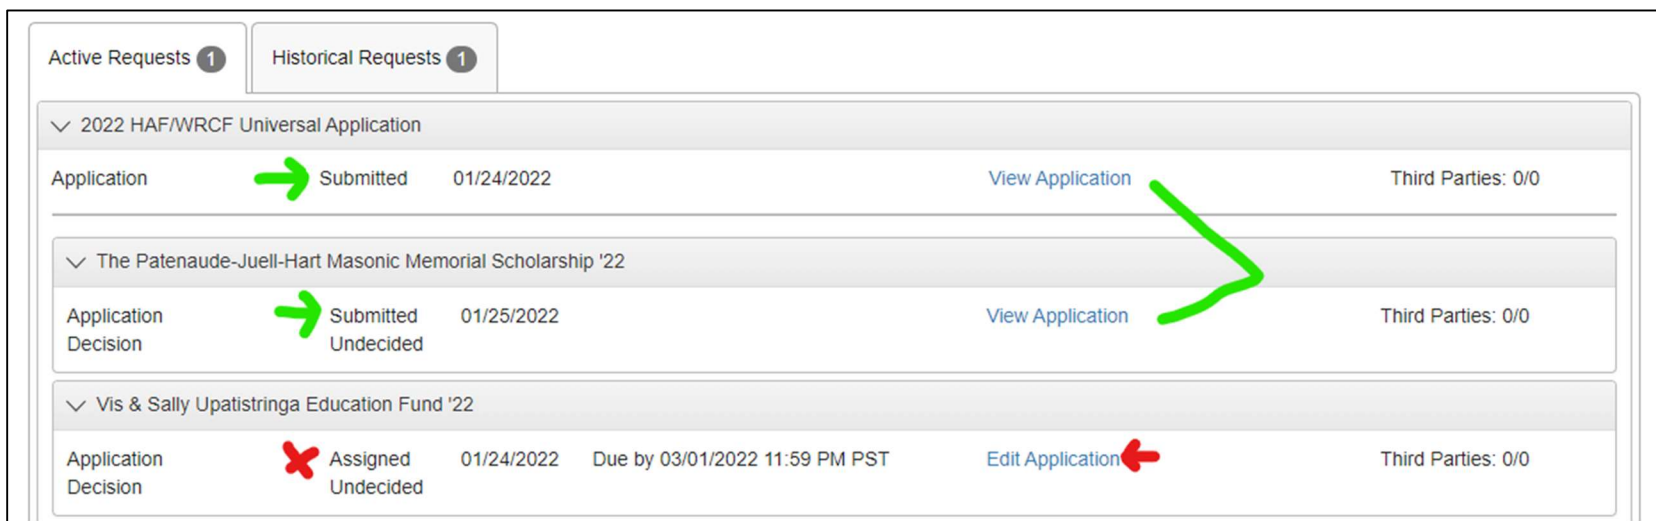 Active Requests 1 Historical Requests 1
2022 HAF/WRCF Universal Application
Application Submitted 01/24/2022 View Application Third Parties: 0/0
The Patenaude-Juell-Hart Masonic Memorial Scholarship '22
Application Submitted 01/25/2022 View Application Third Parties: 0/0
Decision Undecided
Vis & Sally Upatistringa Education Fund '22
Application Assigned 01/24/2022 Due by 03/01/2022 11:59 PM PST Edit Application Third Parties: 0/0
Decision Undecided